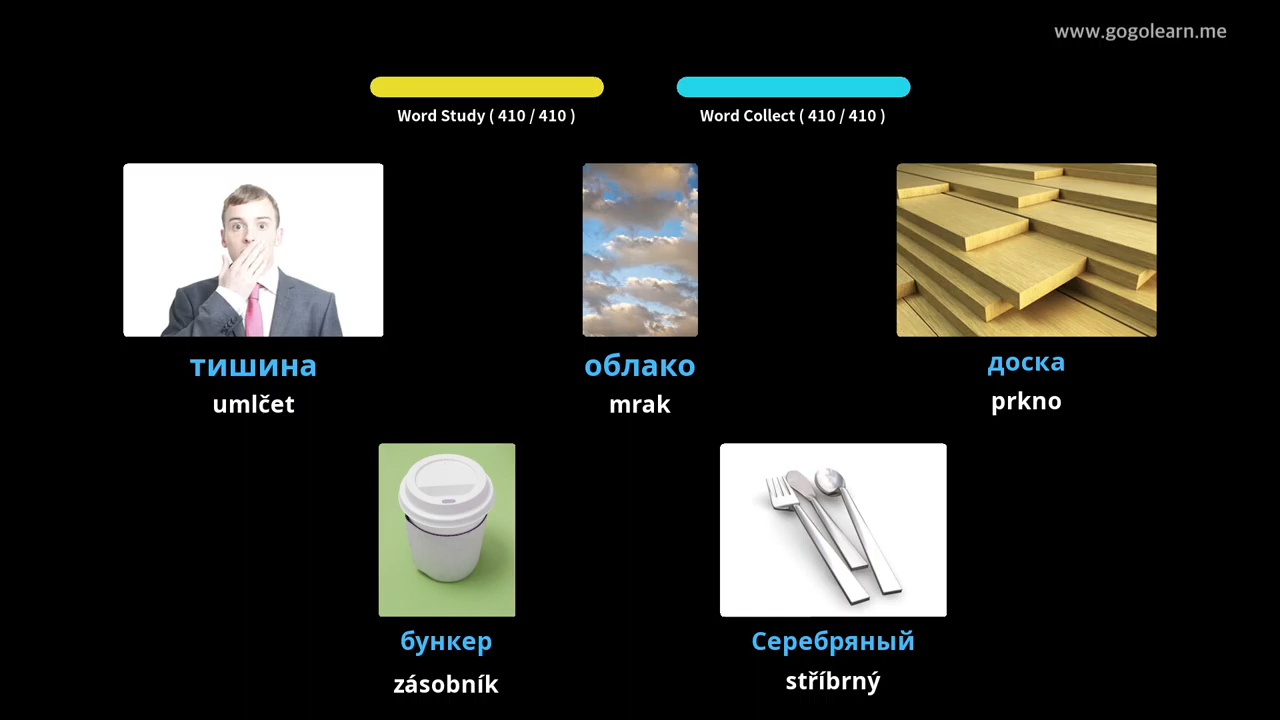 www.gogolearn.me
Word Study ( 410 / 410 )
Word Collect ( 410 / 410 )
тишина
umlčet
облако
mrak
доска
prkno
бункер
zásobník
Серебряный
stříbrný